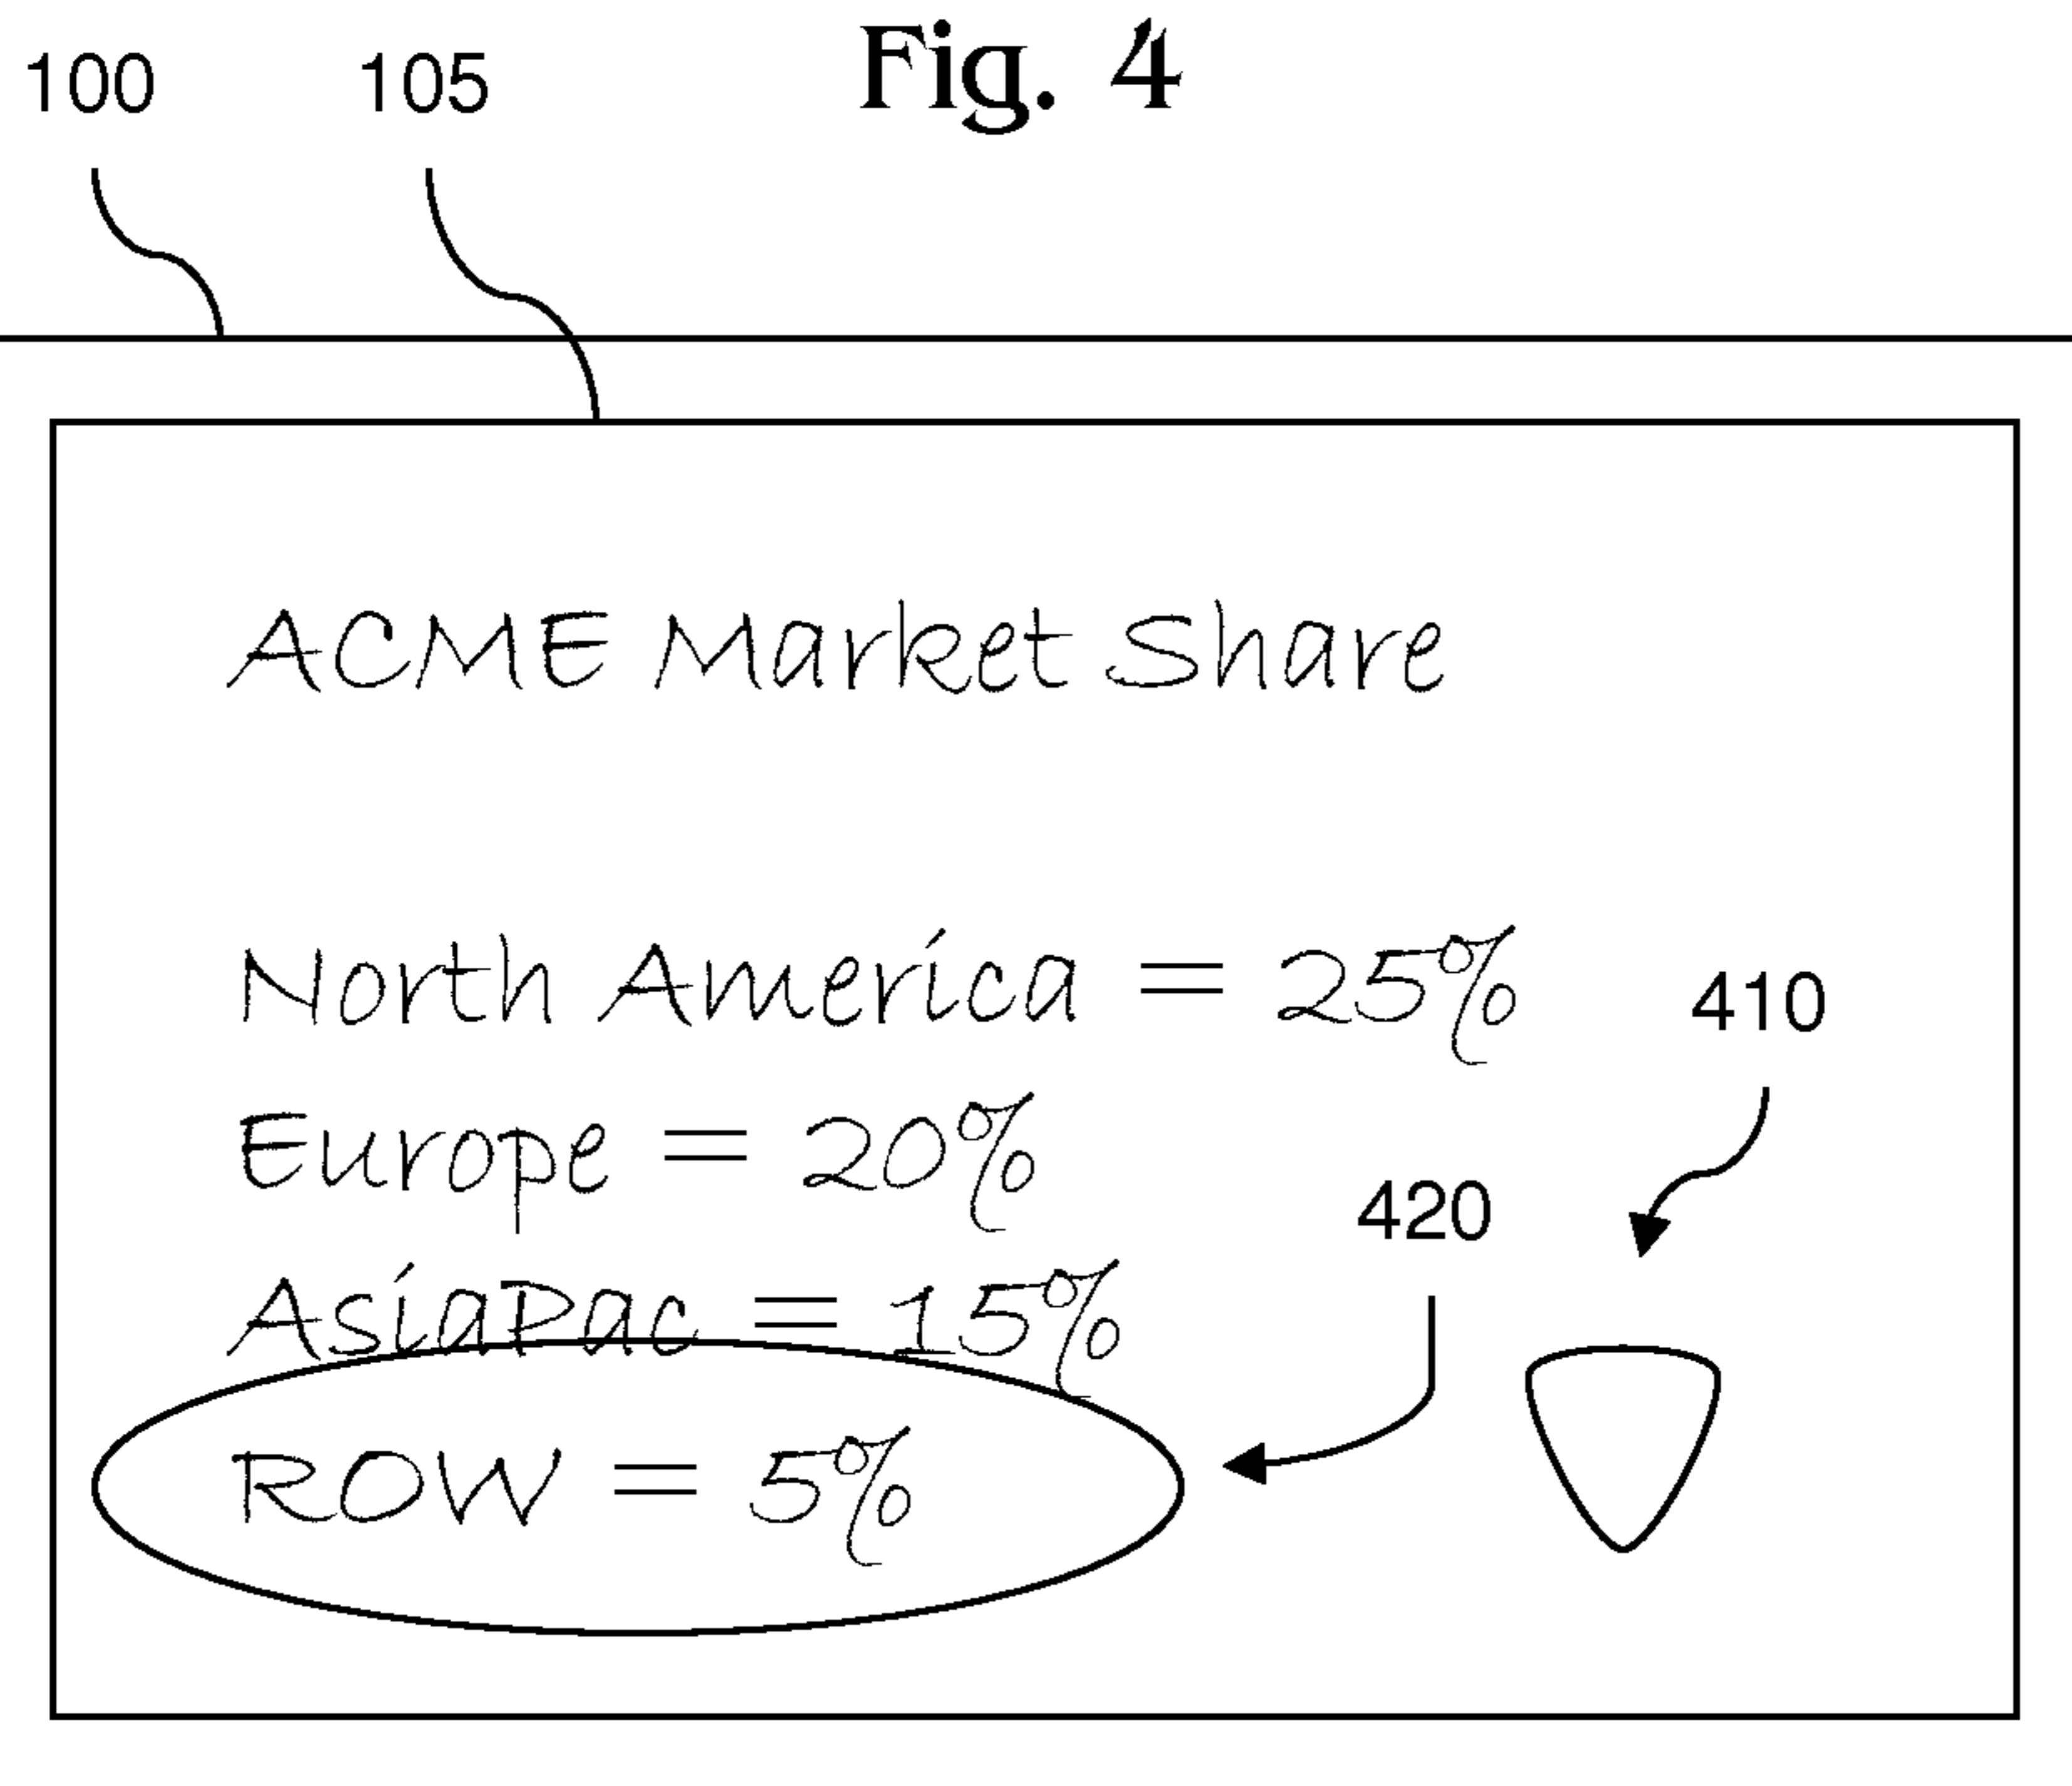 Fig. 4
100 105
ACME Market Share
North America = 25%
410
Europe = 20%
420
AsiaPac = 15%
ROW = 5%